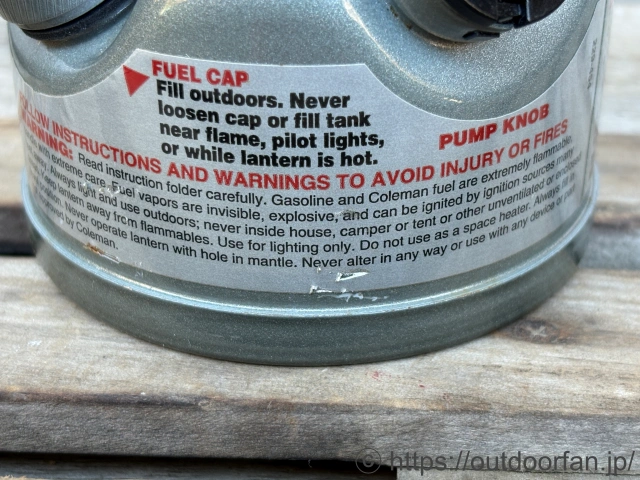 FUEL CAP
Fill outdoors. Never
loosen cap or fill tank
near flame, pilot lights,
or while lantern is hot.
PUMP KNOB
INSTRUCTIONS AND WARNINGS TO AVOID INJURY OR FIRES
WARNING: Read instruction folder carefully. Gasoline and Coleman fuel are extremely flammable.
with extreme care. Fuel vapors are invisible, explosive, and can be ignited by ignition sources many
Always light and use outdoors; never inside house, camper or tent or other unventilated or enclosed
Keep lantern away from flammables. Use for lighting only. Do not use as a space heater. Always fill
Never operate lantern with hole in mantle. Never alter in any way or use with any device or
by Coleman.
© https://outdoorfan.jp/